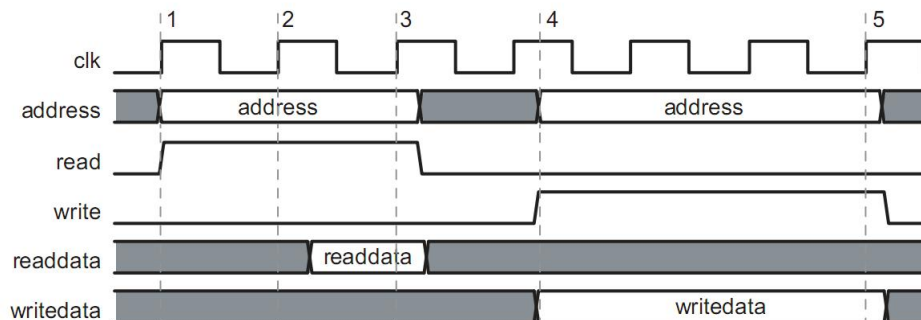 1 2 3 4 5
clk
address address address
read
write
readdata readdata
writedata writedata